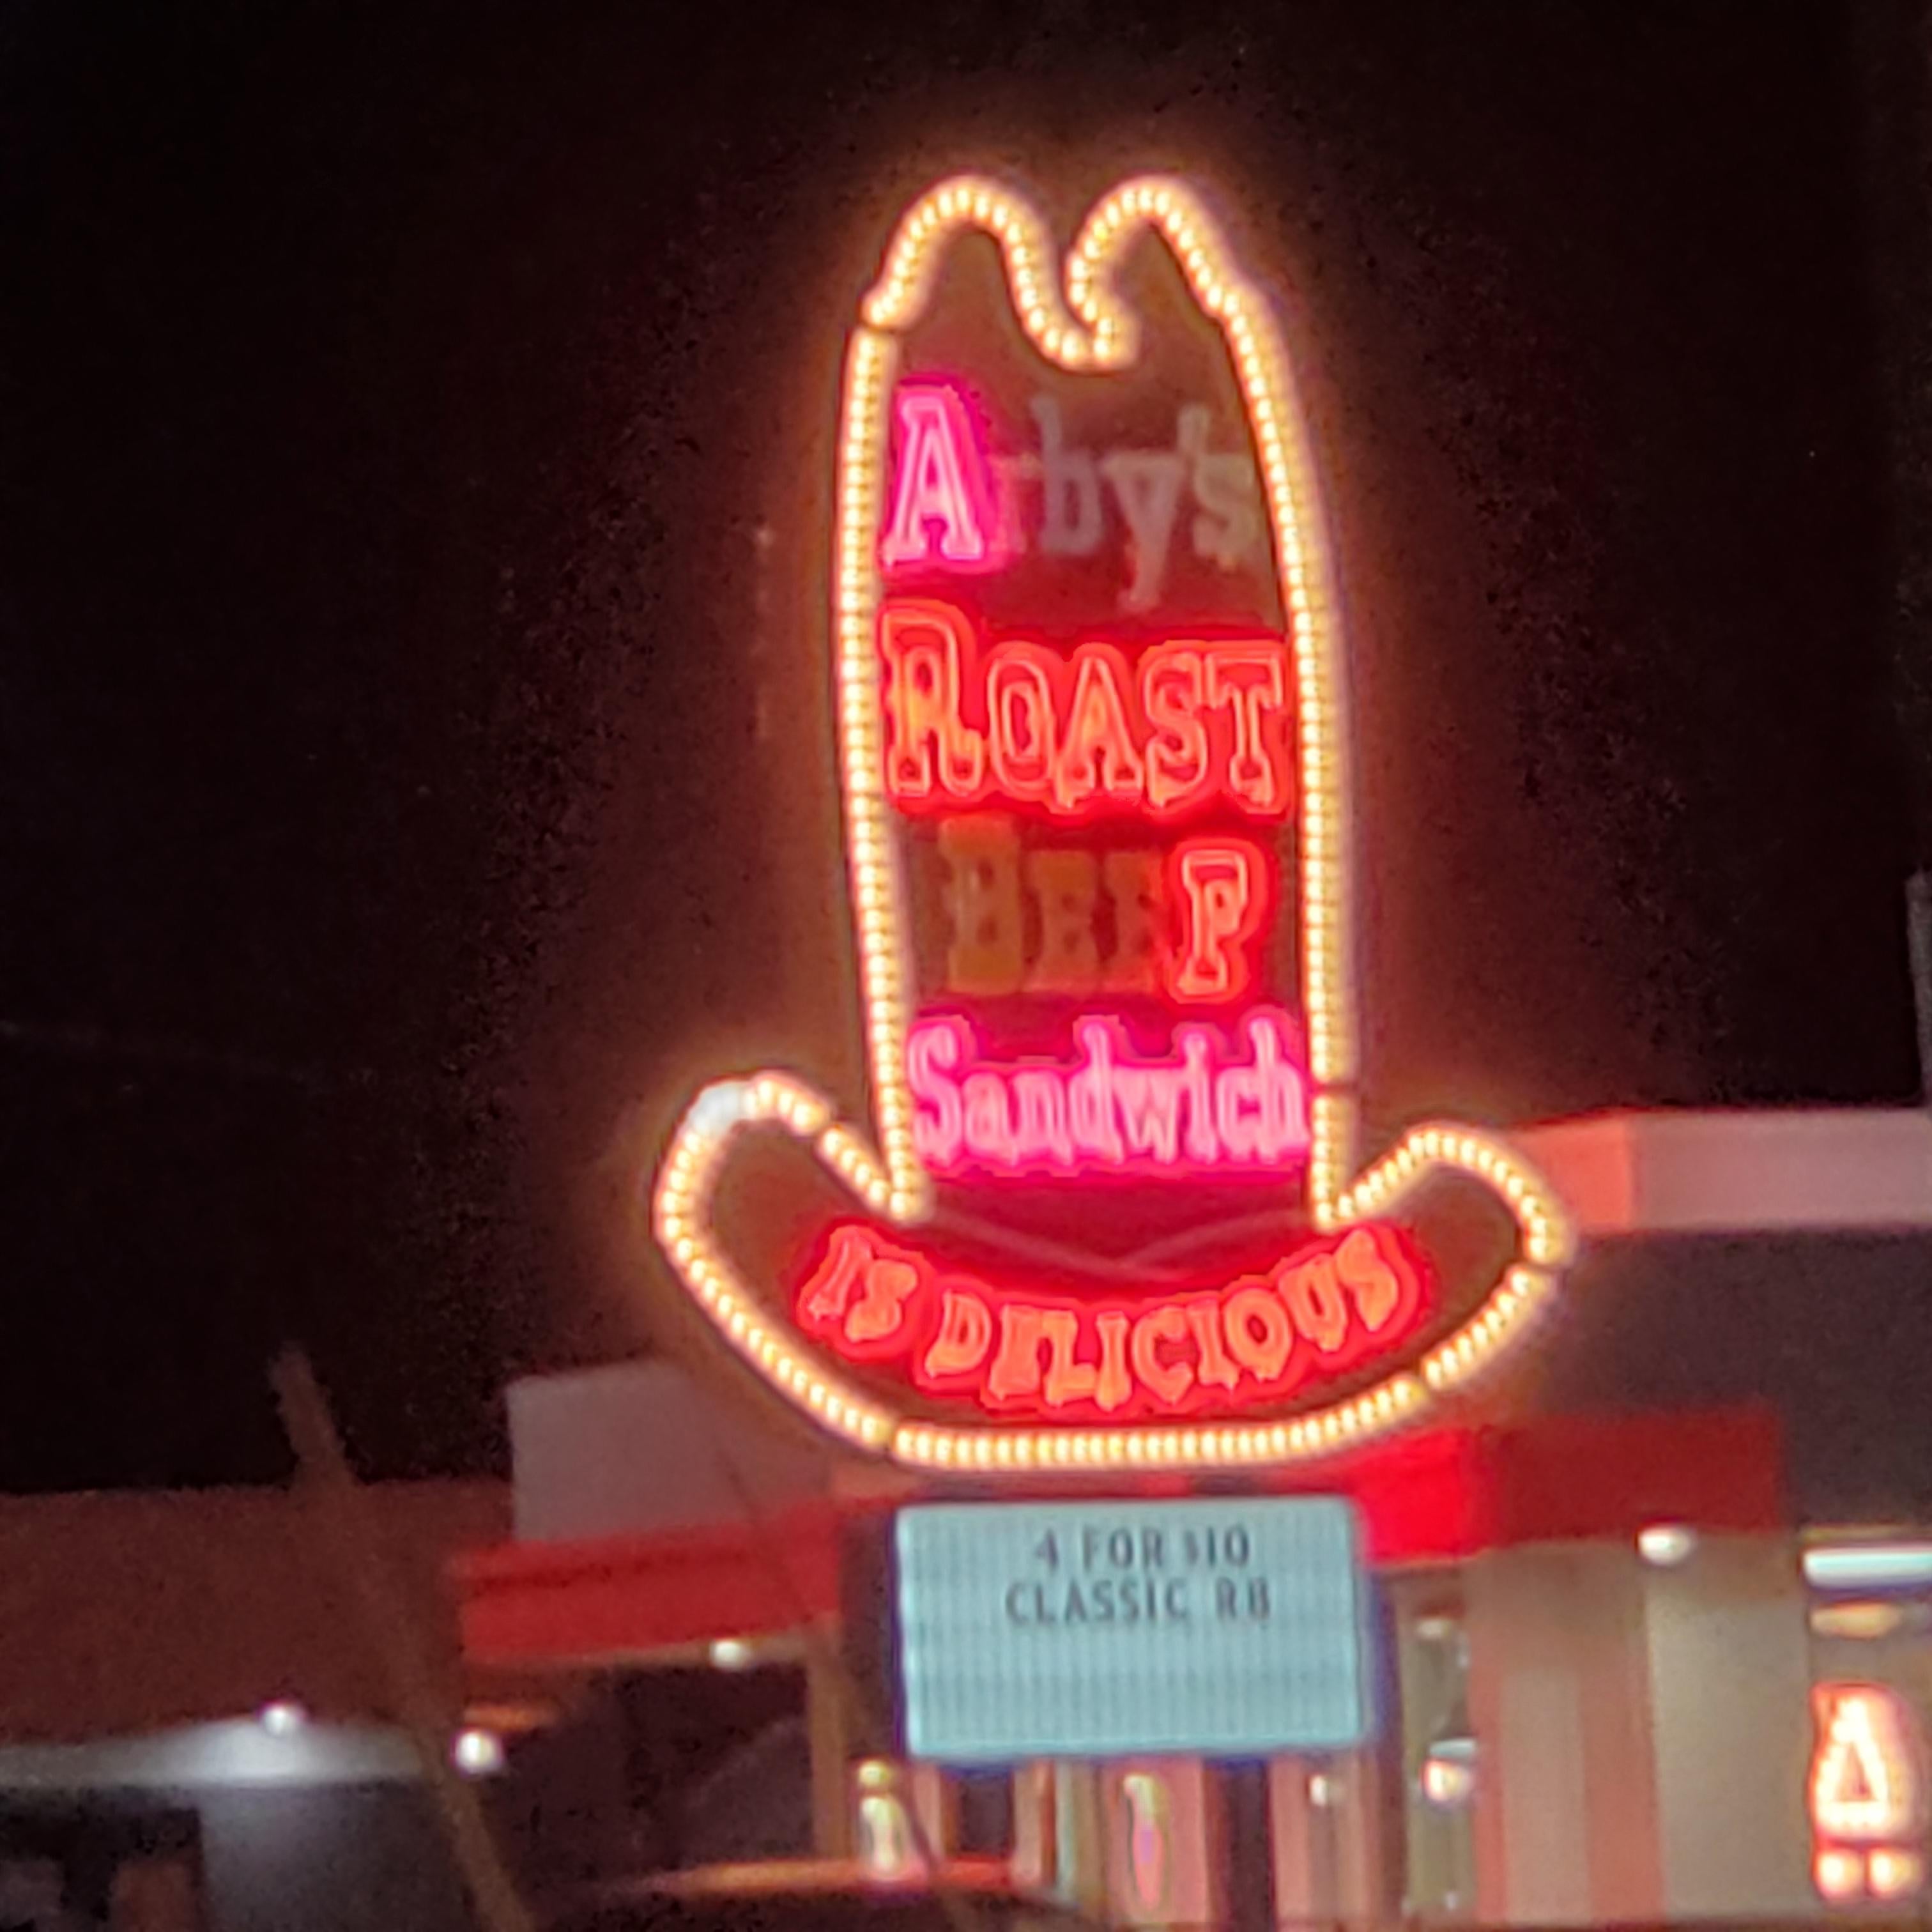 Arby's
ROAST
BEEF
Sandwich
IS DELICIOUS
4 FOR $10
CLASSIC RB
A